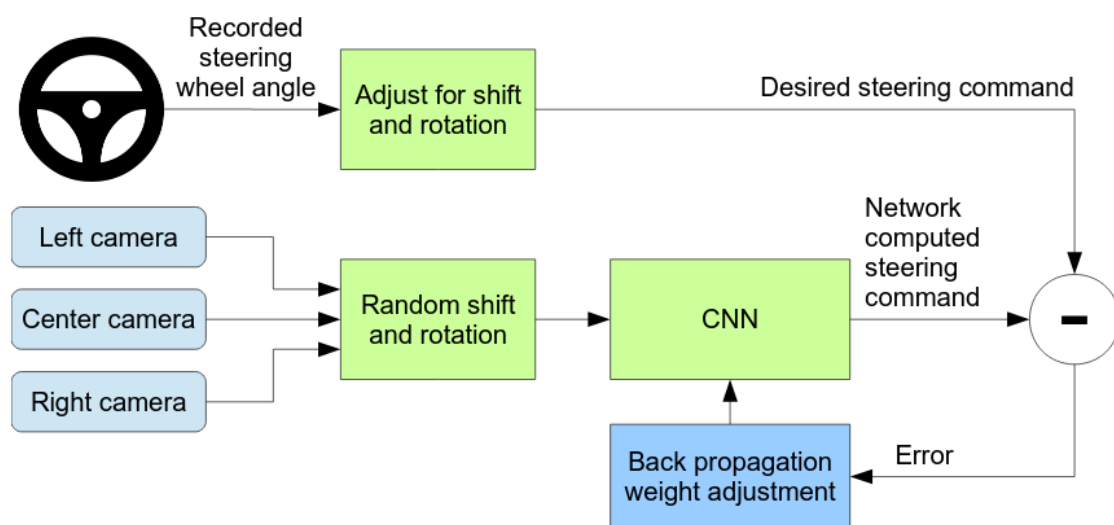 Recorded
steering
wheel angle
Adjust for shift
and rotation
Desired steering command
Left camera
Center camera
Right camera
Random shift
and rotation
CNN
Network
computed
steering
command
-
Back propagation
weight adjustment
Error